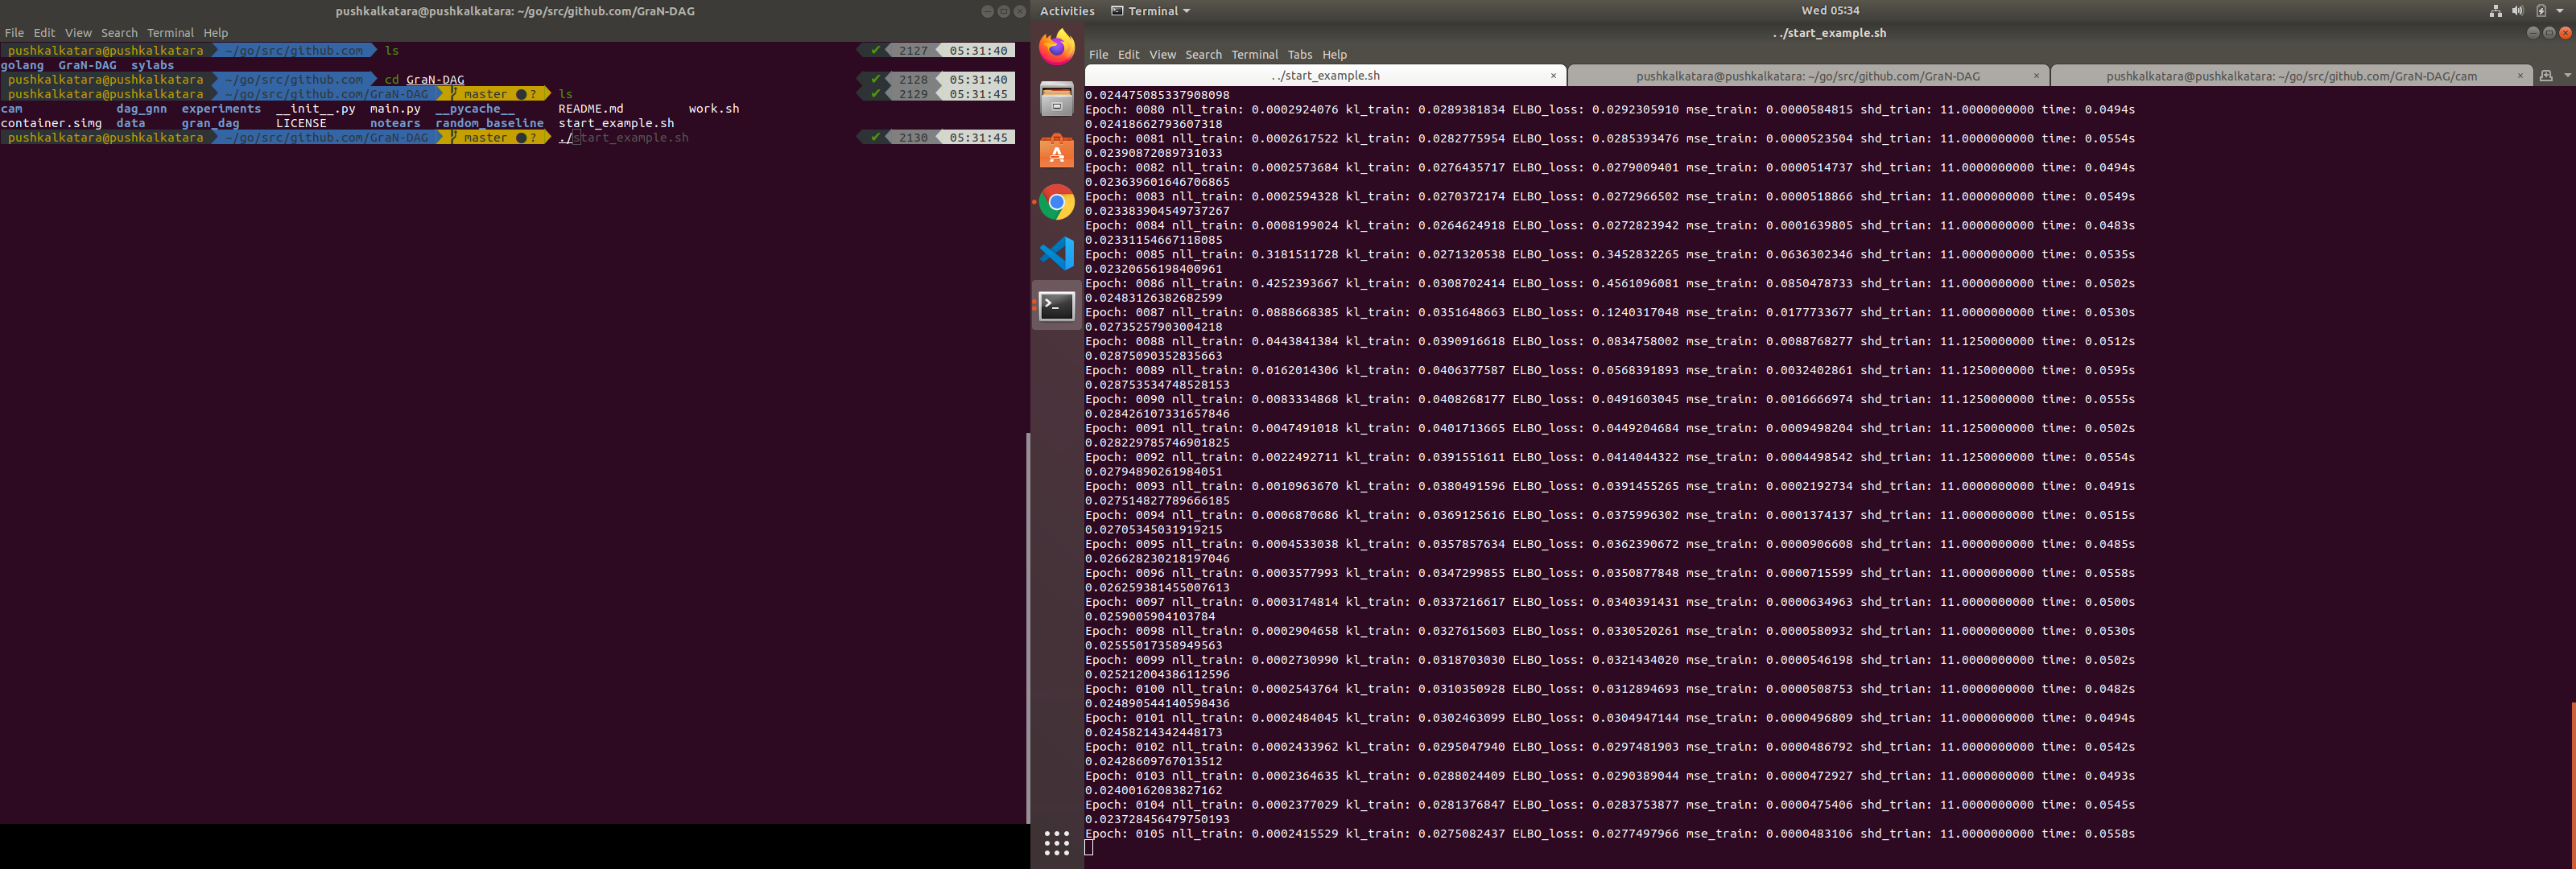 pushkalkatara@pushkalkatara: ~/go/src/github.com/GraN-DAG
File Edit View Search Terminal Help
pushkalkatara@pushkalkatara ~/go/src/github.com ls ✔ 2127 05:31:40
golang GraN-DAG sylabs
pushkalkatara@pushkalkatara ~/go/src/github.com cd GraN-DAG ✔ 2128 05:31:40
pushkalkatara@pushkalkatara ~/go/src/github.com/GraN-DAG master ●? ls ✔ 2129 05:31:45
cam dag_gnn experiments __init__.py main.py __pycache__ README.md work.sh
container.simg data gran_dag LICENSE notears random_baseline start_example.sh
pushkalkatara@pushkalkatara ~/go/src/github.com/GraN-DAG master ●? ./start_example.sh ✔ 2130 05:31:45
Activities Terminal Wed 05:34
../start_example.sh
File Edit View Search Terminal Tabs Help
../start_example.sh × pushkalkatara@pushkalkatara: ~/go/src/github.com/GraN-DAG × pushkalkatara@pushkalkatara: ~/go/src/github.com/GraN-DAG/cam ×
0.024475085337908098
Epoch: 0080 nll_train: 0.0002924076 kl_train: 0.0289381834 ELBO_loss: 0.0292305910 mse_train: 0.0000584815 shd_trian: 11.0000000000 time: 0.0494s
0.02418662793607318
Epoch: 0081 nll_train: 0.0002617522 kl_train: 0.0282775954 ELBO_loss: 0.0285393476 mse_train: 0.0000523504 shd_trian: 11.0000000000 time: 0.0554s
0.02390872089731033
Epoch: 0082 nll_train: 0.0002573684 kl_train: 0.0276435717 ELBO_loss: 0.0279009401 mse_train: 0.0000514737 shd_trian: 11.0000000000 time: 0.0494s
0.023639601646706865
Epoch: 0083 nll_train: 0.0002594328 kl_train: 0.0270372174 ELBO_loss: 0.0272966502 mse_train: 0.0000518866 shd_trian: 11.0000000000 time: 0.0549s
0.023383904549737267
Epoch: 0084 nll_train: 0.0008199024 kl_train: 0.0264624918 ELBO_loss: 0.0272823942 mse_train: 0.0001639805 shd_trian: 11.0000000000 time: 0.0483s
0.02331154667118085
Epoch: 0085 nll_train: 0.3181511728 kl_train: 0.0271320538 ELBO_loss: 0.3452832265 mse_train: 0.0636302346 shd_trian: 11.0000000000 time: 0.0535s
0.02320656198400961
Epoch: 0086 nll_train: 0.4252393667 kl_train: 0.0308702414 ELBO_loss: 0.4561096081 mse_train: 0.0850478733 shd_trian: 11.0000000000 time: 0.0502s
0.02483126382682599
Epoch: 0087 nll_train: 0.0888668385 kl_train: 0.0351648663 ELBO_loss: 0.1240317048 mse_train: 0.0177733677 shd_trian: 11.0000000000 time: 0.0530s
0.02735257903004218
Epoch: 0088 nll_train: 0.0443841384 kl_train: 0.0390916618 ELBO_loss: 0.0834758002 mse_train: 0.0088768277 shd_trian: 11.1250000000 time: 0.0512s
0.02875090352835663
Epoch: 0089 nll_train: 0.0162014306 kl_train: 0.0406377587 ELBO_loss: 0.0568391893 mse_train: 0.0032402861 shd_trian: 11.1250000000 time: 0.0595s
0.028753534748528153
Epoch: 0090 nll_train: 0.0083334868 kl_train: 0.0408268177 ELBO_loss: 0.0491603045 mse_train: 0.0016666974 shd_trian: 11.1250000000 time: 0.0555s
0.028426107331657846
Epoch: 0091 nll_train: 0.0047491018 kl_train: 0.0401713665 ELBO_loss: 0.0449204684 mse_train: 0.0009498204 shd_trian: 11.1250000000 time: 0.0502s
0.028229785746901825
Epoch: 0092 nll_train: 0.0022492711 kl_train: 0.0391551611 ELBO_loss: 0.0414044322 mse_train: 0.0004498542 shd_trian: 11.1250000000 time: 0.0554s
0.02794890261984051
Epoch: 0093 nll_train: 0.0010963670 kl_train: 0.0380491596 ELBO_loss: 0.0391455265 mse_train: 0.0002192734 shd_trian: 11.0000000000 time: 0.0491s
0.027514827789666185
Epoch: 0094 nll_train: 0.0006870686 kl_train: 0.0369125616 ELBO_loss: 0.0375996302 mse_train: 0.0001374137 shd_trian: 11.0000000000 time: 0.0515s
0.02705345031919215
Epoch: 0095 nll_train: 0.0004533038 kl_train: 0.0357857634 ELBO_loss: 0.0362390672 mse_train: 0.0000906608 shd_trian: 11.0000000000 time: 0.0485s
0.026628230218197046
Epoch: 0096 nll_train: 0.0003577993 kl_train: 0.0347299855 ELBO_loss: 0.0350877848 mse_train: 0.0000715599 shd_trian: 11.0000000000 time: 0.0558s
0.026259381455007613
Epoch: 0097 nll_train: 0.0003174814 kl_train: 0.0337216617 ELBO_loss: 0.0340391431 mse_train: 0.0000634963 shd_trian: 11.0000000000 time: 0.0500s
0.0259005904103784
Epoch: 0098 nll_train: 0.0002904658 kl_train: 0.0327615603 ELBO_loss: 0.0330520261 mse_train: 0.0000580932 shd_trian: 11.0000000000 time: 0.0530s
0.02555017358949563
Epoch: 0099 nll_train: 0.0002730990 kl_train: 0.0318703030 ELBO_loss: 0.0321434020 mse_train: 0.0000546198 shd_trian: 11.0000000000 time: 0.0502s
0.025212004386112596
Epoch: 0100 nll_train: 0.0002543764 kl_train: 0.0310350928 ELBO_loss: 0.0312894693 mse_train: 0.0000508753 shd_trian: 11.0000000000 time: 0.0482s
0.024890544140598436
Epoch: 0101 nll_train: 0.0002484045 kl_train: 0.0302463099 ELBO_loss: 0.0304947144 mse_train: 0.0000496809 shd_trian: 11.0000000000 time: 0.0494s
0.02458214342448173
Epoch: 0102 nll_train: 0.0002433962 kl_train: 0.0295047940 ELBO_loss: 0.0297481903 mse_train: 0.0000486792 shd_trian: 11.0000000000 time: 0.0542s
0.02428609767013512
Epoch: 0103 nll_train: 0.0002364635 kl_train: 0.0288024409 ELBO_loss: 0.0290389044 mse_train: 0.0000472927 shd_trian: 11.0000000000 time: 0.0493s
0.02400162083827162
Epoch: 0104 nll_train: 0.0002377029 kl_train: 0.0281376847 ELBO_loss: 0.0283753877 mse_train: 0.0000475406 shd_trian: 11.0000000000 time: 0.0545s
0.023728456479750193
Epoch: 0105 nll_train: 0.0002415529 kl_train: 0.0275082437 ELBO_loss: 0.0277497966 mse_train: 0.0000483106 shd_trian: 11.0000000000 time: 0.0558s